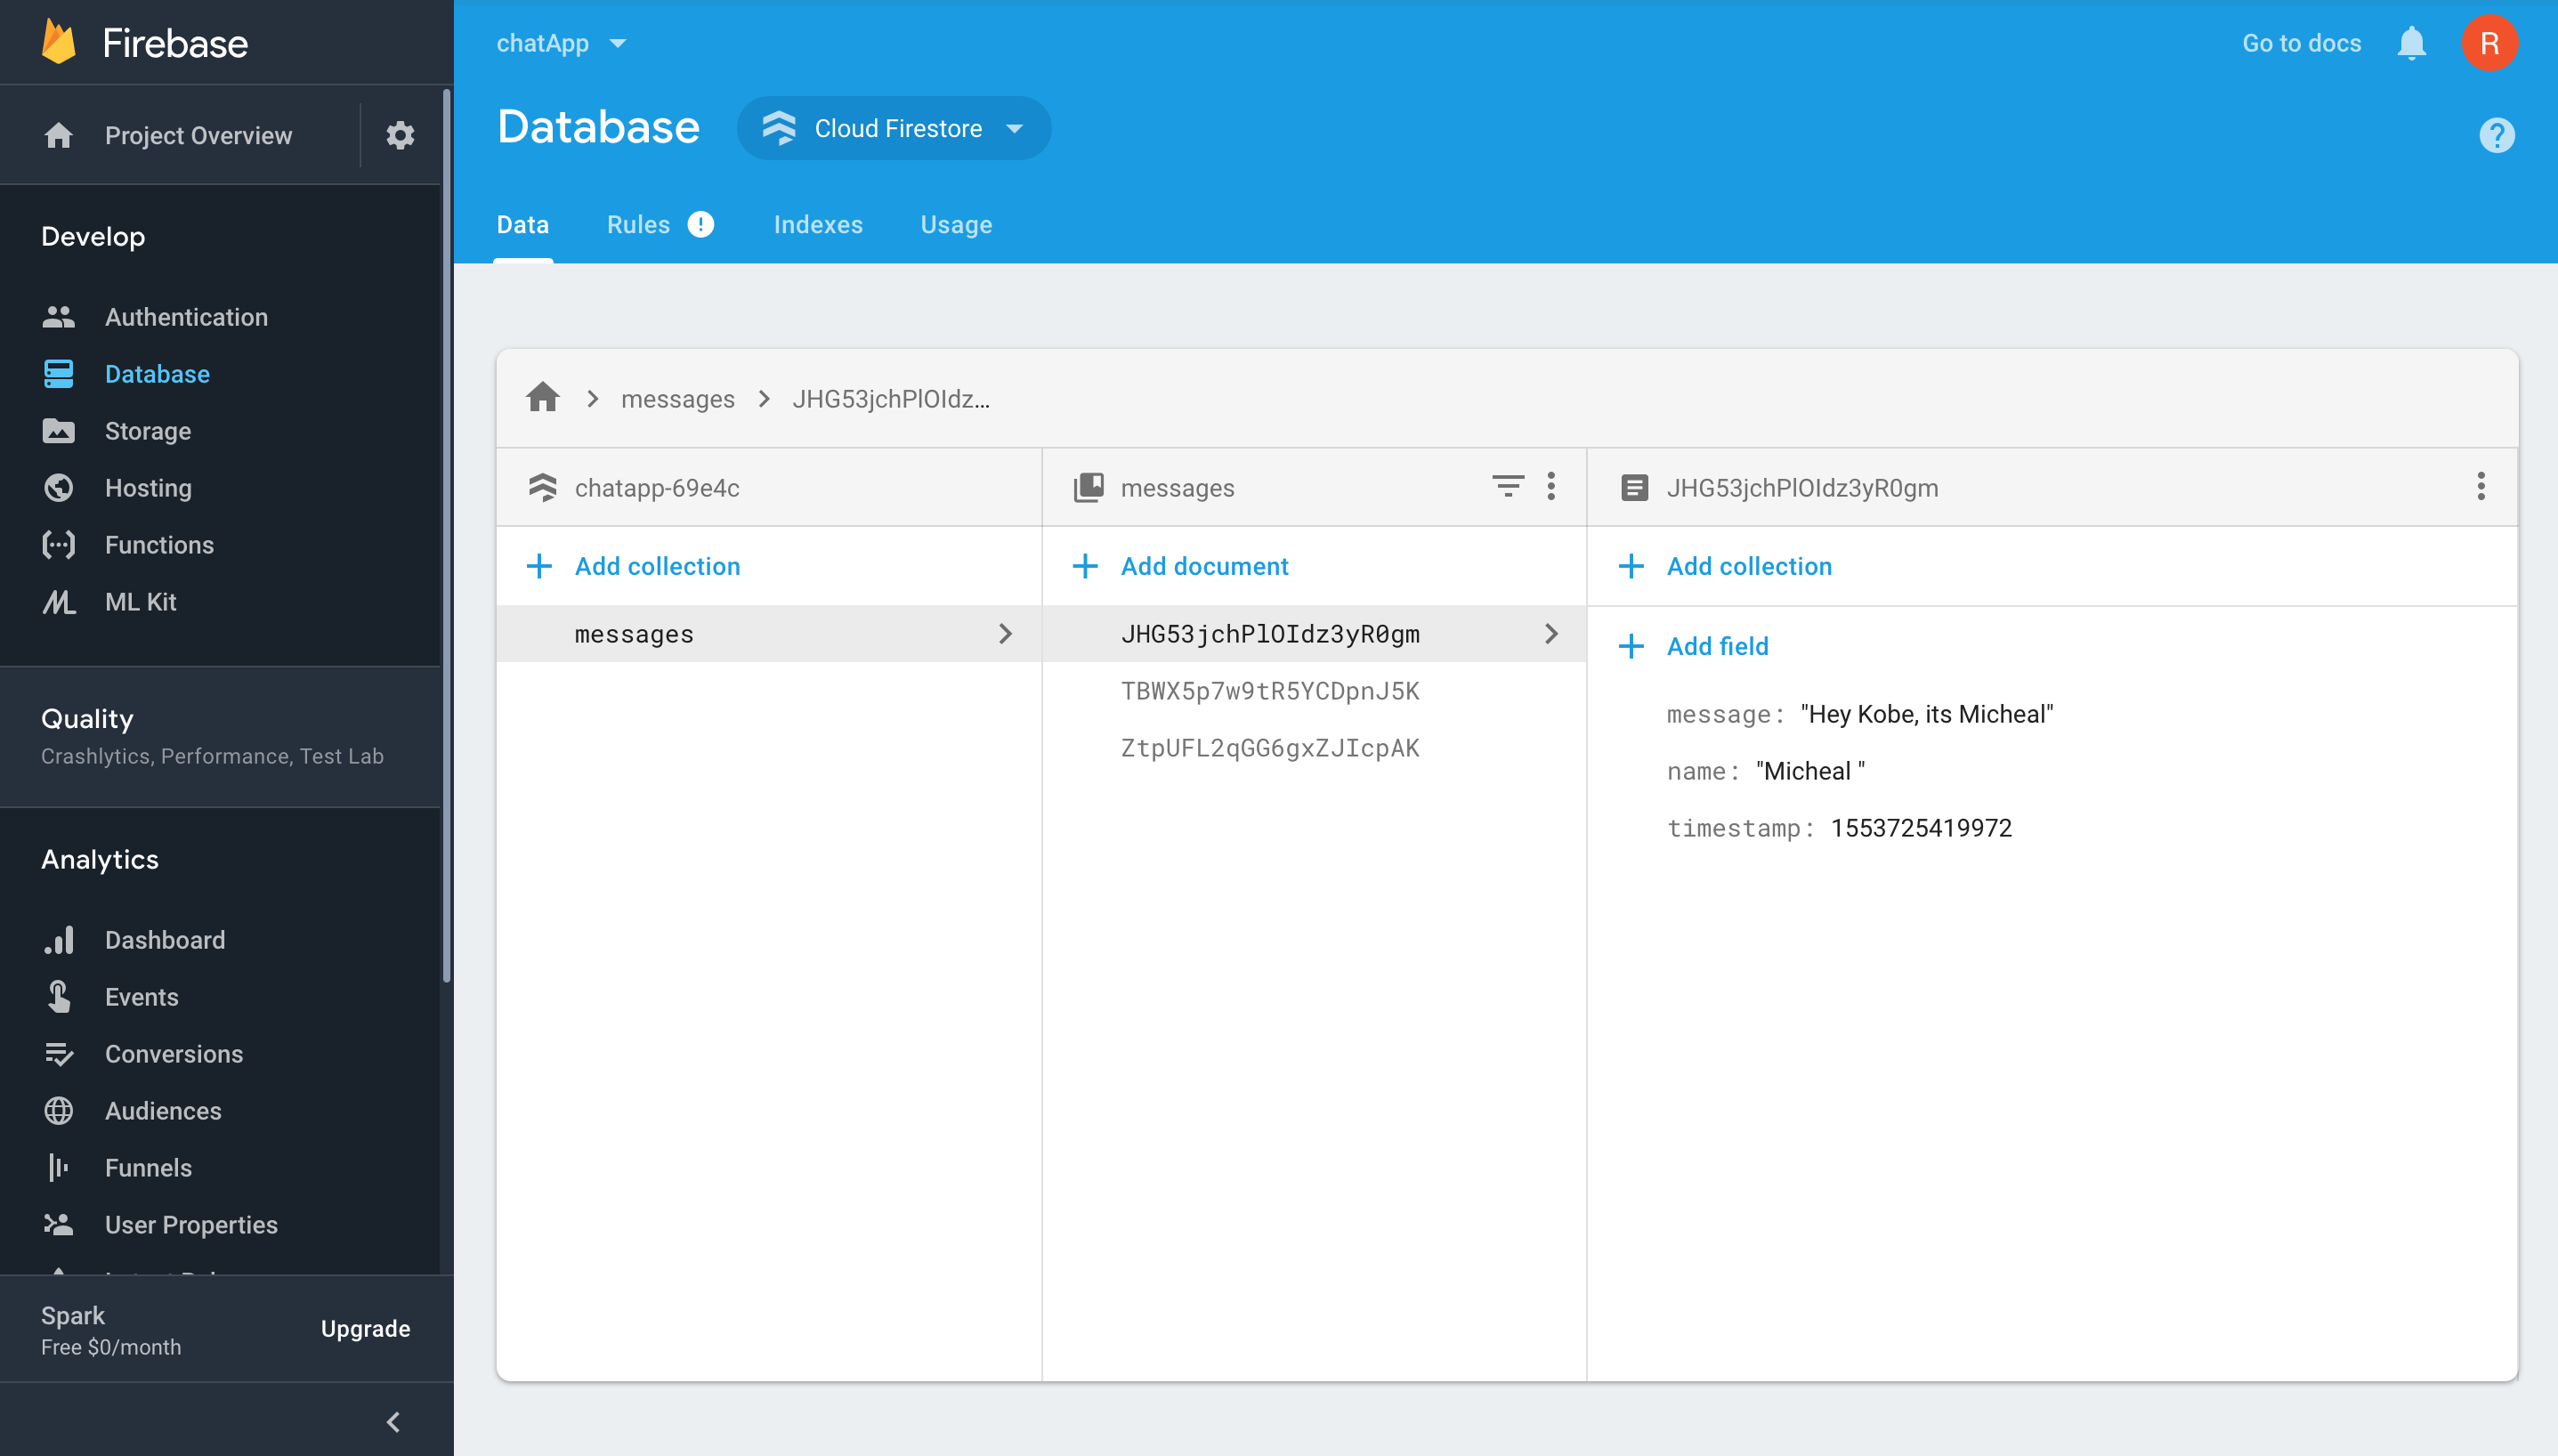 Firebase
Project Overview
Develop
Authentication
Database
Storage
Hosting
Functions
ML Kit
Quality
Crashlytics, Performance, Test Lab
Analytics
Dashboard
Events
Conversions
Audiences
Funnels
User Properties
Spark
Free $0/month
Upgrade
chatApp
Go to docs
R
Database
Cloud Firestore
Data
Rules
Indexes
Usage
messages
JHG53jchPlOIdz…
chatapp-69e4c
Add collection
messages
messages
Add document
JHG53jchPlOIdz3yR0gm
TBWX5p7w9tR5YCDpnJ5K
ZtpUFL2qGG6gxZJIcpAK
JHG53jchPlOIdz3yR0gm
Add collection
Add field
message: "Hey Kobe, its Micheal"
name: "Micheal "
timestamp: 1553725419972